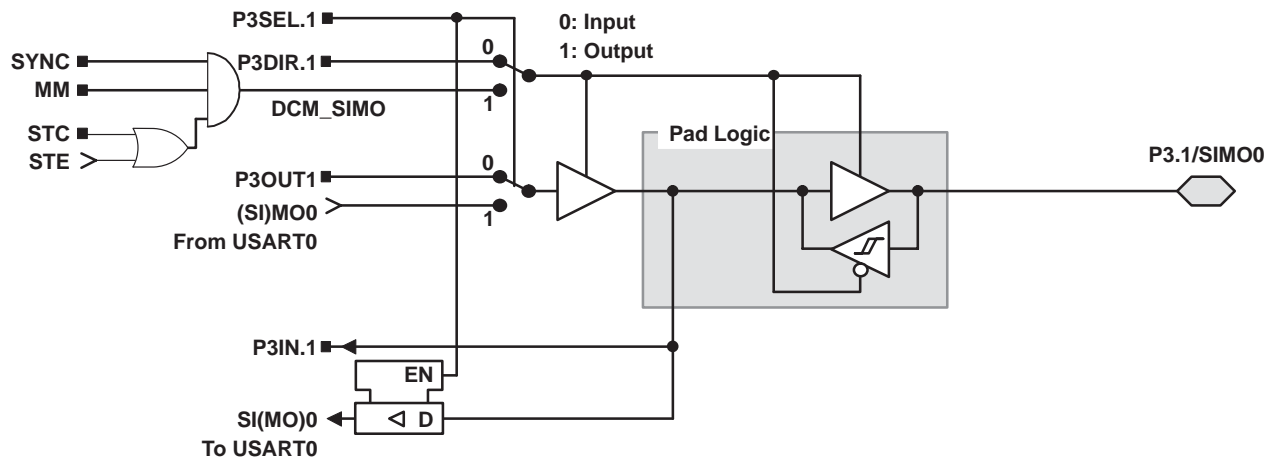 P3SEL.1
0: Input
1: Output
SYNC
P3DIR.1
0
MM
1
DCM_SIMO
STC
STE
Pad Logic
P3.1/SIMO0
P3OUT1
0
(SI)MO0
1
From USART0
P3IN.1
EN
SI(MO)0
D
To USART0